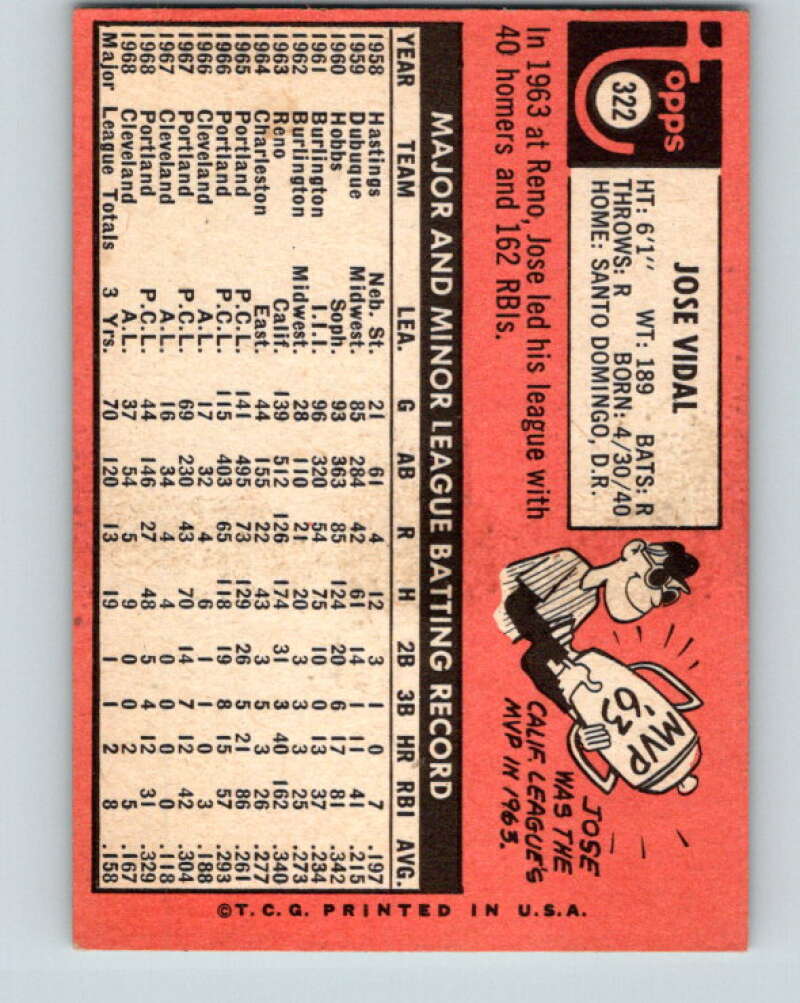 Topps
322
JOSE VIDAL
HT: 6'1" WT: 189 BATS: R
THROWS: R BORN: 4/30/40
HOME: SANTO DOMINGO, D.R.
In 1963 at Reno, Jose led his league with
40 homers and 162 RBIs.
MVP
'63
JOSE
WAS THE
CALIF. LEAGUE'S
MVP IN 1963.
MAJOR AND MINOR LEAGUE BATTING RECORD
YEAR TEAM LEA. G AB R H 2B 3B HR RBI AVG.
1958 Hastings Neb. St. 21 61 4 12 3 1 0 7 .197
1959 Dubuque Midwest. 85 284 42 61 14 1 11 41 .215
1960 Hobbs Soph. 93 363 85 124 20 6 17 81 .342
1961 Burlington I.I.I. 96 320 54 75 10 0 13 37 .234
1962 Burlington Midwest. 28 110 21 20 3 3 3 25 .273
1963 Reno Calif. 139 512 126 174 31 3 40 162 .340
1964 Charleston East. 44 155 22 43 3 5 3 26 .277
1965 Portland P.C.L. 141 495 73 129 26 5 21 86 .261
1966 Portland P.C.L. 115 403 65 118 19 8 15 57 .293
1966 Cleveland A.L. 17 32 4 6 1 1 0 3 .188
1967 Portland P.C.L. 69 230 43 70 14 7 12 42 .304
1967 Cleveland A.L. 16 34 4 4 0 0 0 0 .118
1968 Portland P.C.L. 44 146 27 48 5 4 12 31 .329
1968 Cleveland A.L. 37 54 5 9 0 0 2 5 .167
Major League Totals 3 Yrs. 70 120 13 19 1 1 2 8 .158
©T.C.G. PRINTED IN U.S.A.